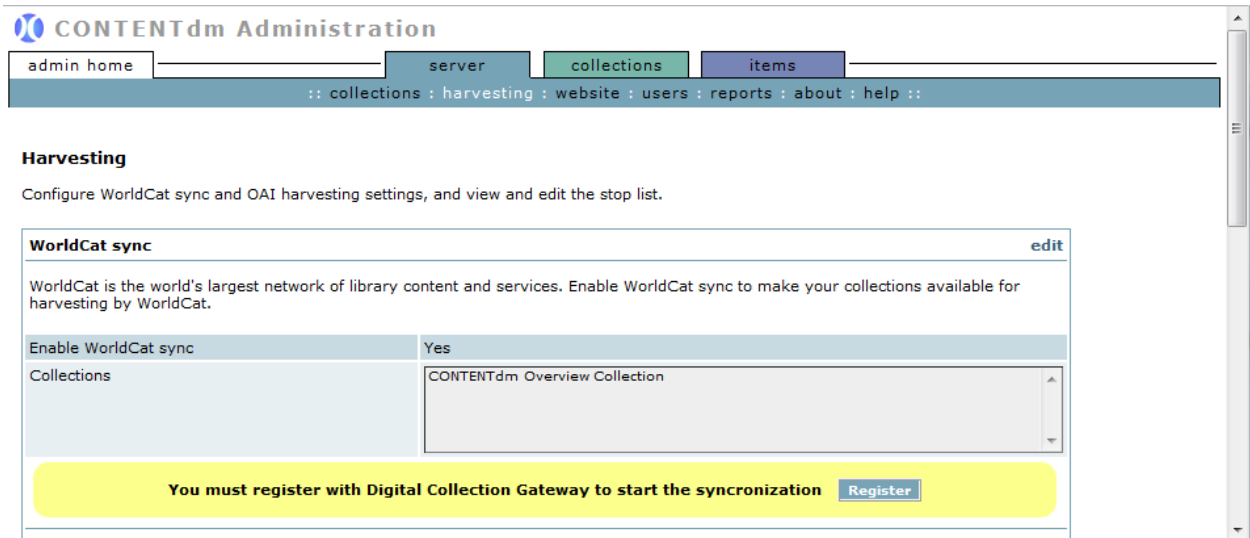 CONTENTdm Administration
admin home server collections items
:: collections : harvesting : website : users : reports : about : help ::
Harvesting
Configure WorldCat sync and OAI harvesting settings, and view and edit the stop list.
WorldCat sync edit
WorldCat is the world's largest network of library content and services. Enable WorldCat sync to make your collections available for
harvesting by WorldCat.
Enable WorldCat sync Yes
Collections CONTENTdm Overview Collection
You must register with Digital Collection Gateway to start the syncronization Register